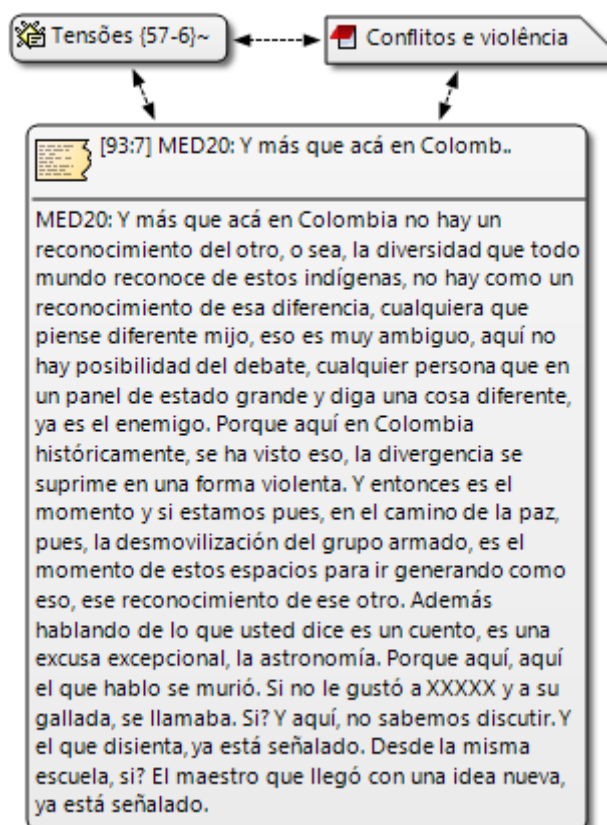 Tensões {57-6}~
Conflitos e violência
[93:7] MED20: Y más que acá en Colomb..
MED20: Y más que acá en Colombia no hay un
reconocimiento del otro, o sea, la diversidad que todo
mundo reconoce de estos indígenas, no hay como un
reconocimiento de esa diferencia, cualquiera que
piense diferente mijo, eso es muy ambiguo, aquí no
hay posibilidad del debate, cualquier persona que en
un panel de estado grande y diga una cosa diferente,
ya es el enemigo. Porque aquí en Colombia
históricamente, se ha visto eso, la divergencia se
suprime en una forma violenta. Y entonces es el
momento y si estamos pues, en el camino de la paz,
pues, la desmovilización del grupo armado, es el
momento de estos espacios para ir generando como
eso, ese reconocimiento de ese otro. Además
hablando de lo que usted dice es un cuento, es una
excusa excepcional, la astronomía. Porque aquí, aquí
el que hablo se murió. Si no le gustó a XXXXX y a su
gallada, se llamaba. Si? Y aquí, no sabemos discutir. Y
el que disienta, ya está señalado. Desde la misma
escuela, si? El maestro que llegó con una idea nueva,
ya está señalado.